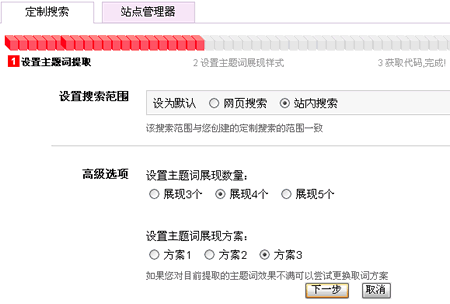 定制搜索 站点管理器
1 设置主题词提取 2 设置主题词展现样式 3 获取代码,完成!
设置搜索范围 设为默认 网页搜索 站内搜索
该搜索范围与您创建的定制搜索的范围一致
高级选项 设置主题词展现数量:
展现3个 展现4个 展现5个
设置主题词展现方案:
方案1 方案2 方案3
如果您对目前提取的主题词效果不满可以尝试更换取词方案
下一步 取消